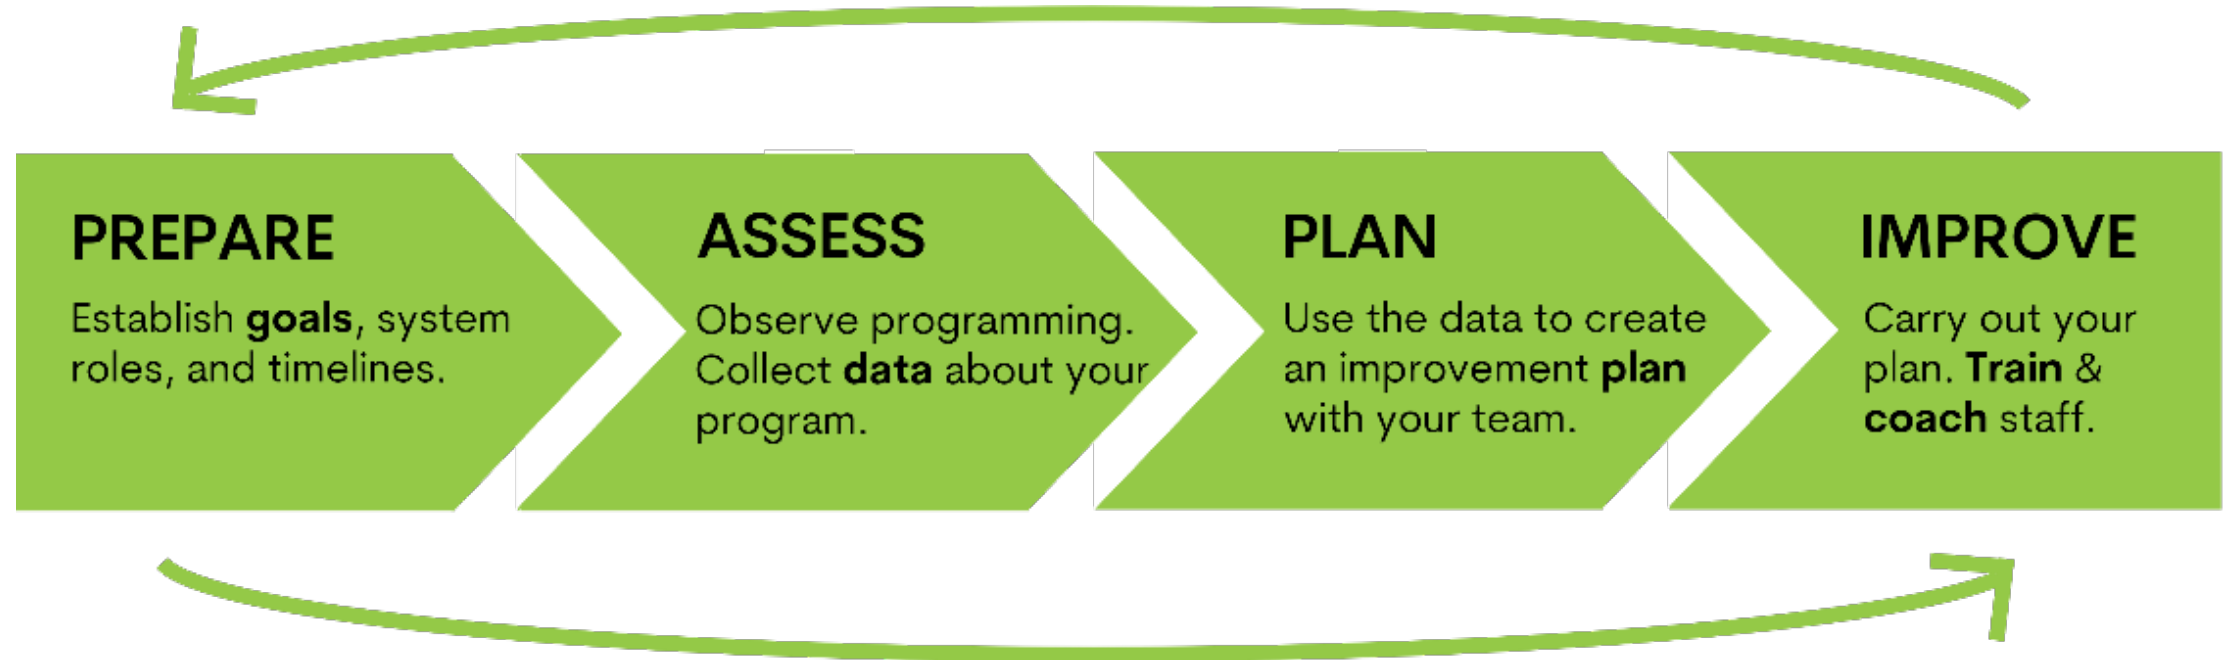 PREPARE
Establish goals, system
roles, and timelines.
ASSESS
Observe programming.
Collect data about your
program.
PLAN
Use the data to create
an improvement plan
with your team.
IMPROVE
Carry out your
plan. Train &
coach staff.